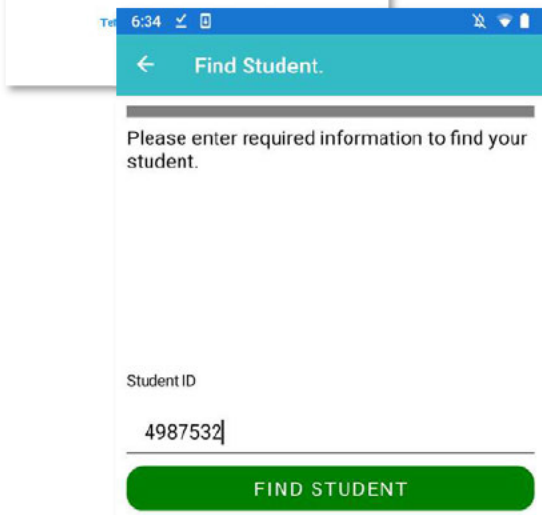 6:34
Find Student.
Please enter required information to find your
student.
Student ID
4987532
FIND STUDENT